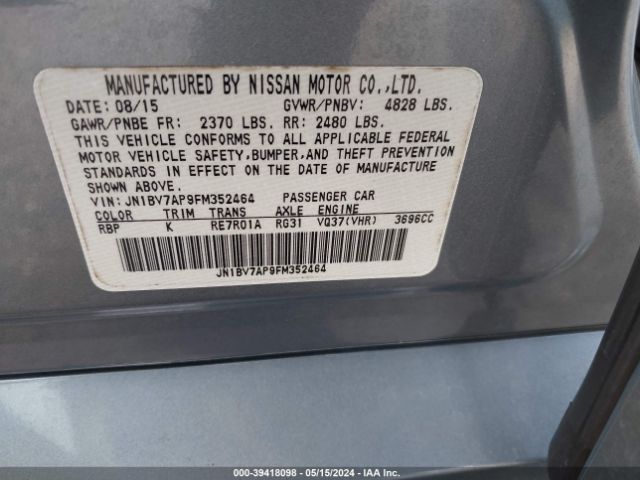 MANUFACTURED BY NISSAN MOTOR CO.,LTD.
DATE: 08/15 GVWR/PNBV: 4828 LBS.
GAWR/PNBE FR: 2370 LBS. RR: 2480 LBS.
THIS VEHICLE CONFORMS TO ALL APPLICABLE FEDERAL
MOTOR VEHICLE SAFETY,BUMPER,AND THEFT PREVENTION
STANDARDS IN EFFECT ON THE DATE OF MANUFACTURE
SHOWN ABOVE.
VIN: JN1BV7AP9FM352464 PASSENGER CAR
COLOR TRIM TRANS AXLE ENGINE
RBP K RE7R01A RG31 VQ37(VHR) 3696CC
JN1BV7AP9FM352464
000-39418098 - 05/15/2024 - IAA Inc.